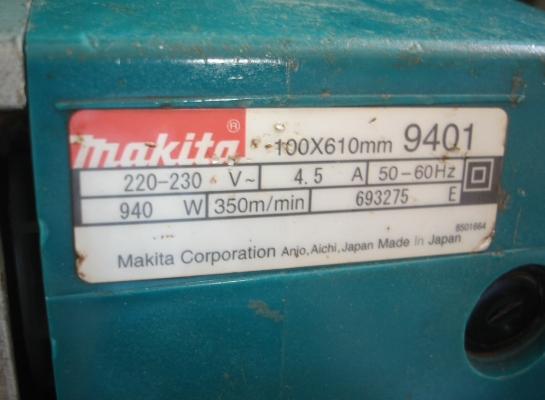 makita ® 100X610mm 9401
220-230 V~ 4.5 A 50-60Hz
940 W 350m/min 693275 E
8501664
Makita Corporation Anjo, Aichi, Japan Made in Japan